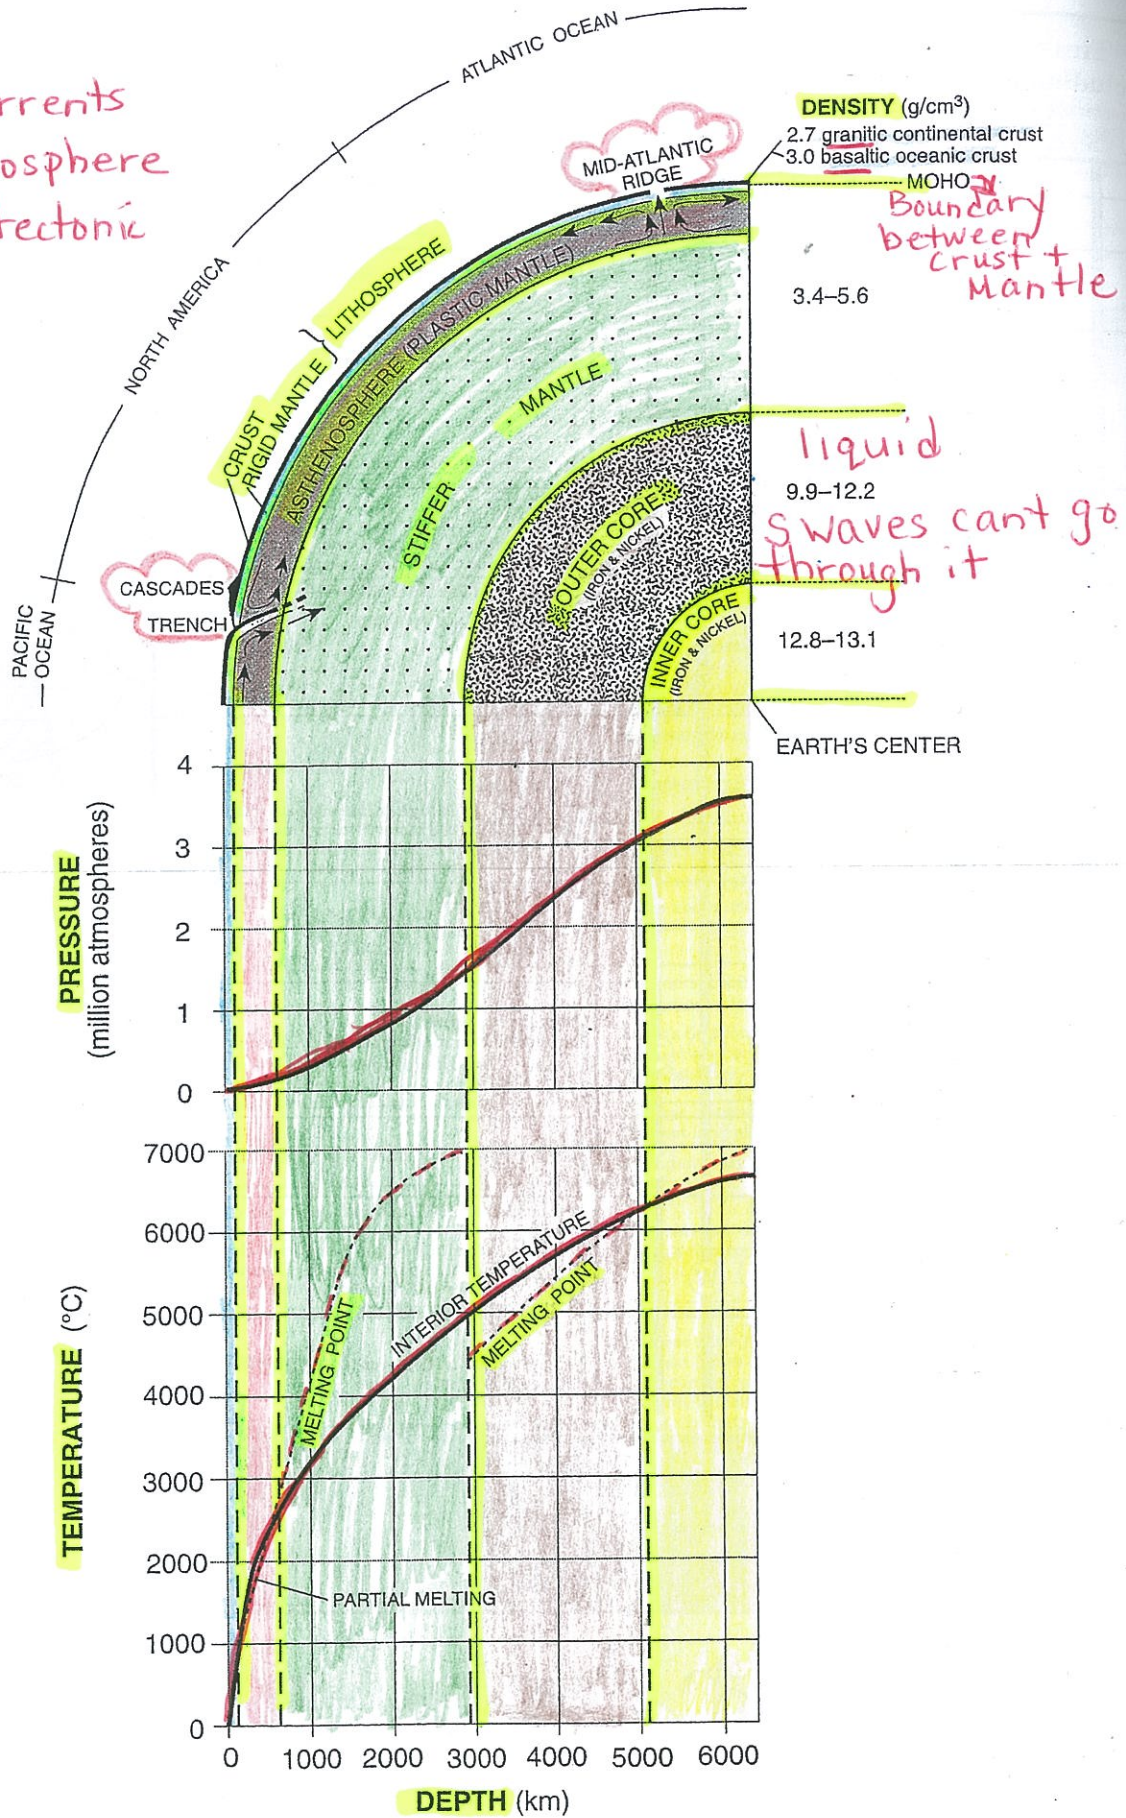 ATLANTIC OCEAN
NORTH AMERICA
PACIFIC
OCEAN
rrents
osphere
rectonic
DENSITY (g/cm³)
2.7 granitic continental crust
3.0 basaltic oceanic crust
MOHO
Boundary
between
crust +
Mantle
MID-ATLANTIC
RIDGE
LITHOSPHERE
CRUST
RIGID MANTLE
ASTHENOSPHERE (PLASTIC MANTLE)
STIFFER MANTLE
3.4–5.6
liquid
9.9–12.2
S waves cant go
through it
OUTER CORE
(IRON & NICKEL)
INNER CORE
(IRON & NICKEL)
12.8–13.1
CASCADES
TRENCH
EARTH'S CENTER
PRESSURE
(million atmospheres)
4
3
2
1
0
TEMPERATURE (°C)
7000
6000
5000
4000
3000
2000
1000
0
MELTING POINT
INTERIOR TEMPERATURE
MELTING POINT
PARTIAL MELTING
0 1000 2000 3000 4000 5000 6000
DEPTH (km)